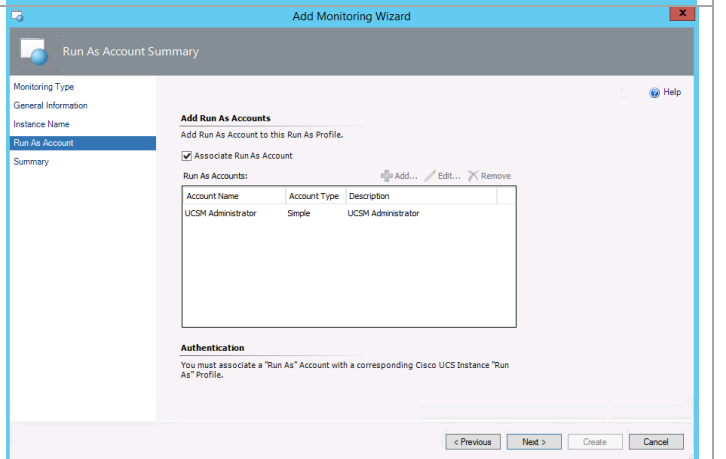 Add Monitoring Wizard
x
Run As Account Summary
Monitoring Type
General Information
Instance Name
Run As Account
Summary
Help
Add Run As Accounts
Add Run As Account to this Run As Profile.
Associate Run As Account
Run As Accounts: Add... Edit... Remove
Account Name Account Type Description
UCSM Administrator Simple UCSM Administrator
Authentication
You must associate a "Run As" Account with a corresponding Cisco UCS Instance "Run
As" Profile.
< Previous Next > Create Cancel